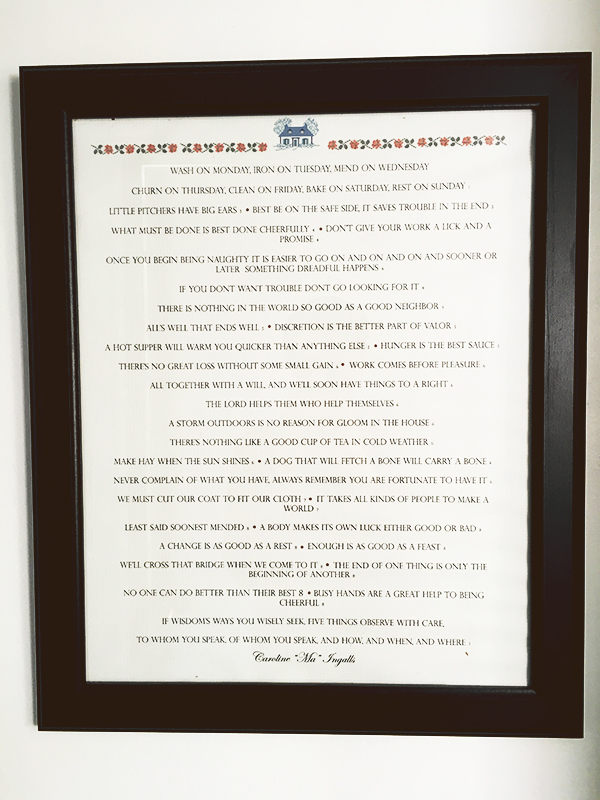 WASH ON MONDAY, IRON ON TUESDAY, MEND ON WEDNESDAY
CHURN ON THURSDAY, CLEAN ON FRIDAY, BAKE ON SATURDAY, REST ON SUNDAY
LITTLE PITCHERS HAVE BIG EARS • BEST BE ON THE SAFE SIDE, IT SAVES TROUBLE IN THE END
WHAT MUST BE DONE IS BEST DONE CHEERFULLY • DON'T GIVE YOUR WORK A LICK AND A
PROMISE
ONCE YOU BEGIN BEING NAUGHTY IT IS EASIER TO GO ON AND ON AND ON AND SOONER OR
LATER SOMETHING DREADFUL HAPPENS
IF YOU DONT WANT TROUBLE DONT GO LOOKING FOR IT
THERE IS NOTHING IN THE WORLD SO GOOD AS A GOOD NEIGHBOR
ALL'S WELL THAT ENDS WELL • DISCRETION IS THE BETTER PART OF VALOR
A HOT SUPPER WILL WARM YOU QUICKER THAN ANYTHING ELSE • HUNGER IS THE BEST SAUCE
THERE'S NO GREAT LOSS WITHOUT SOME SMALL GAIN • WORK COMES BEFORE PLEASURE
ALL TOGETHER WITH A WILL, AND WE'LL SOON HAVE THINGS TO A RIGHT
THE LORD HELPS THEM WHO HELP THEMSELVES
A STORM OUTDOORS IS NO REASON FOR GLOOM IN THE HOUSE
THERE'S NOTHING LIKE A GOOD CUP OF TEA IN COLD WEATHER
MAKE HAY WHEN THE SUN SHINES • A DOG THAT WILL FETCH A BONE WILL CARRY A BONE
NEVER COMPLAIN OF WHAT YOU HAVE, ALWAYS REMEMBER YOU ARE FORTUNATE TO HAVE IT
WE MUST CUT OUR COAT TO FIT OUR CLOTH • IT TAKES ALL KINDS OF PEOPLE TO MAKE A
WORLD
LEAST SAID SOONEST MENDED • A BODY MAKES ITS OWN LUCK EITHER GOOD OR BAD
A CHANGE IS AS GOOD AS A REST • ENOUGH IS AS GOOD AS A FEAST
WE'LL CROSS THAT BRIDGE WHEN WE COME TO IT • THE END OF ONE THING IS ONLY THE
BEGINNING OF ANOTHER
NO ONE CAN DO BETTER THAN THEIR BEST 8 • BUSY HANDS ARE A GREAT HELP TO BEING
CHEERFUL
IF WISDOM'S WAYS YOU WISELY SEEK, FIVE THINGS OBSERVE WITH CARE,
TO WHOM YOU SPEAK, OF WHOM YOU SPEAK, AND HOW, AND WHEN, AND WHERE
Caroline "Ma" Ingalls